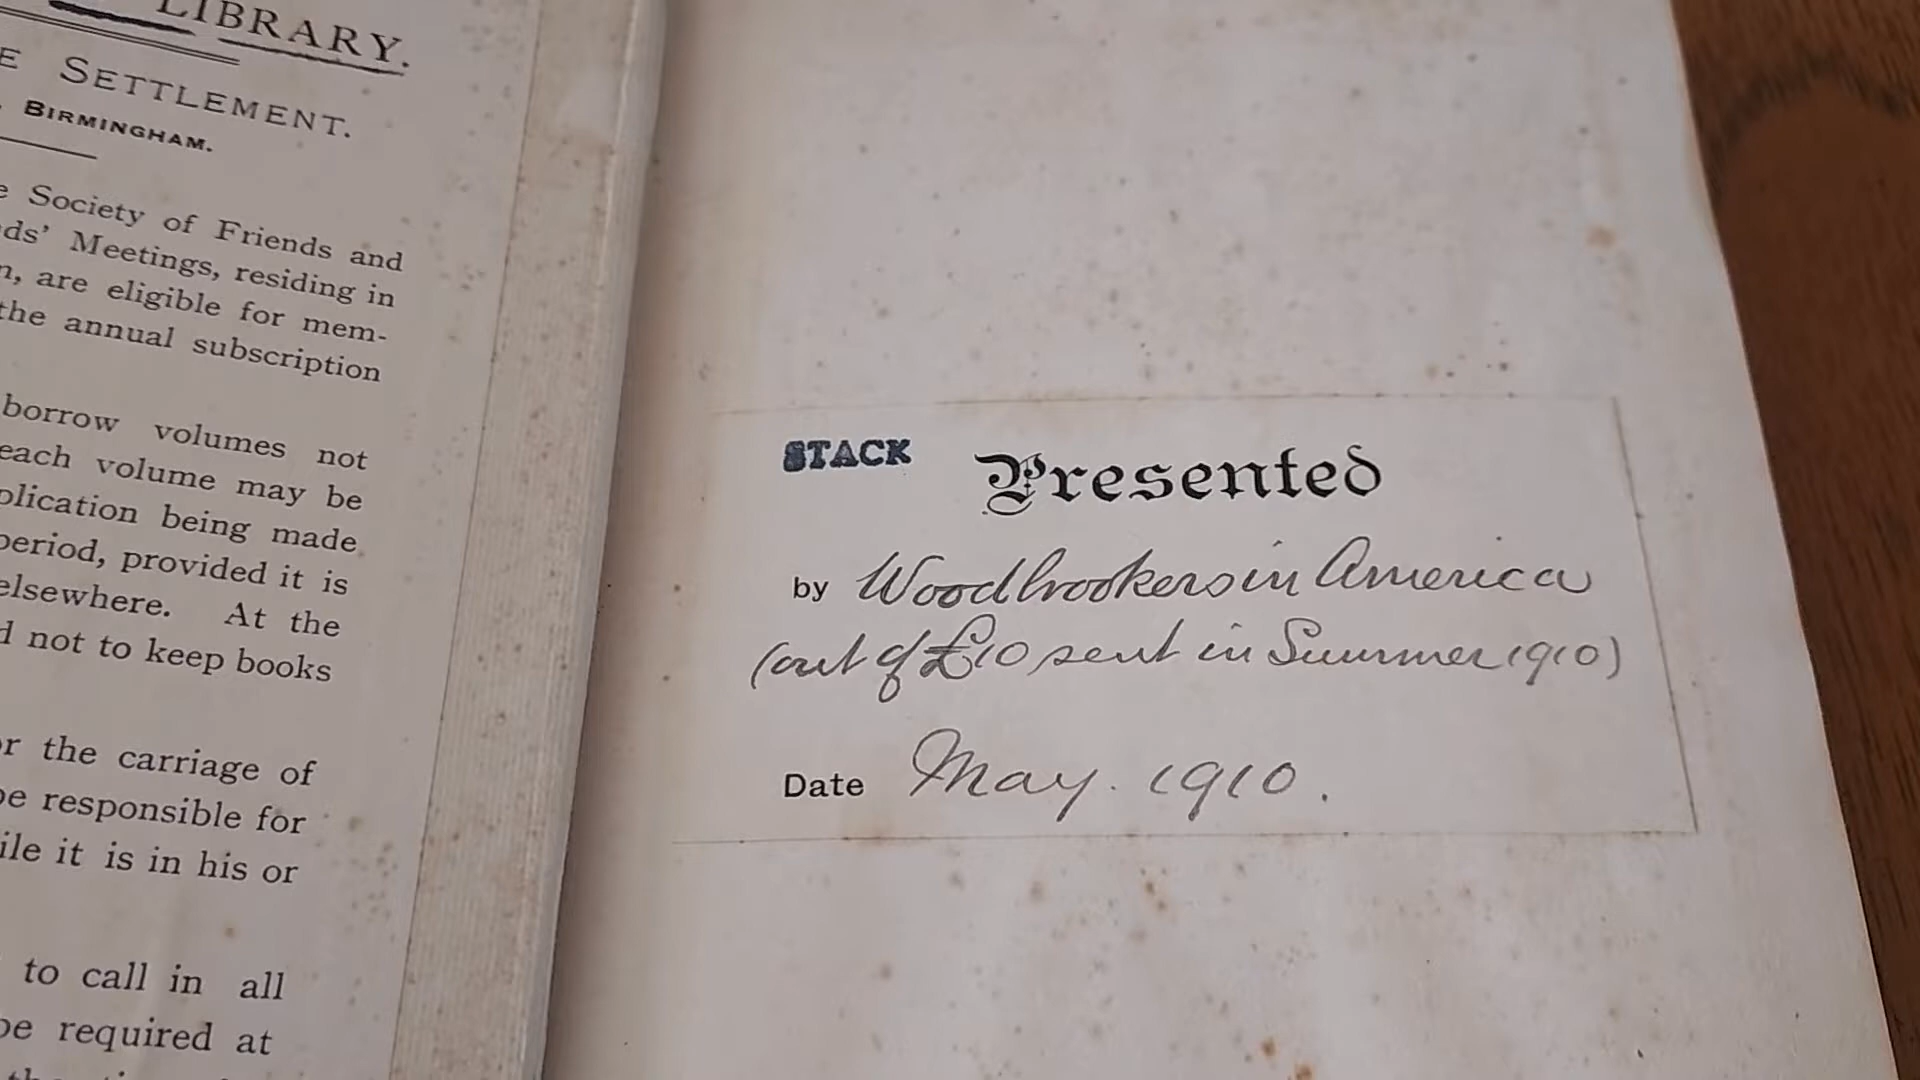 LIBRARY.
E SETTLEMENT.
, BIRMINGHAM.
e Society of Friends and
ds' Meetings, residing in
n, are eligible for mem-
the annual subscription
borrow volumes not
each volume may be
plication being made
period, provided it is
elsewhere. At the
d not to keep books
or the carriage of
be responsible for
ile it is in his or
to call in all
be required at
STACK
Presented
by Woodbrookers in America
(out of £10 sent in Summer 1910)
Date May. 1910.